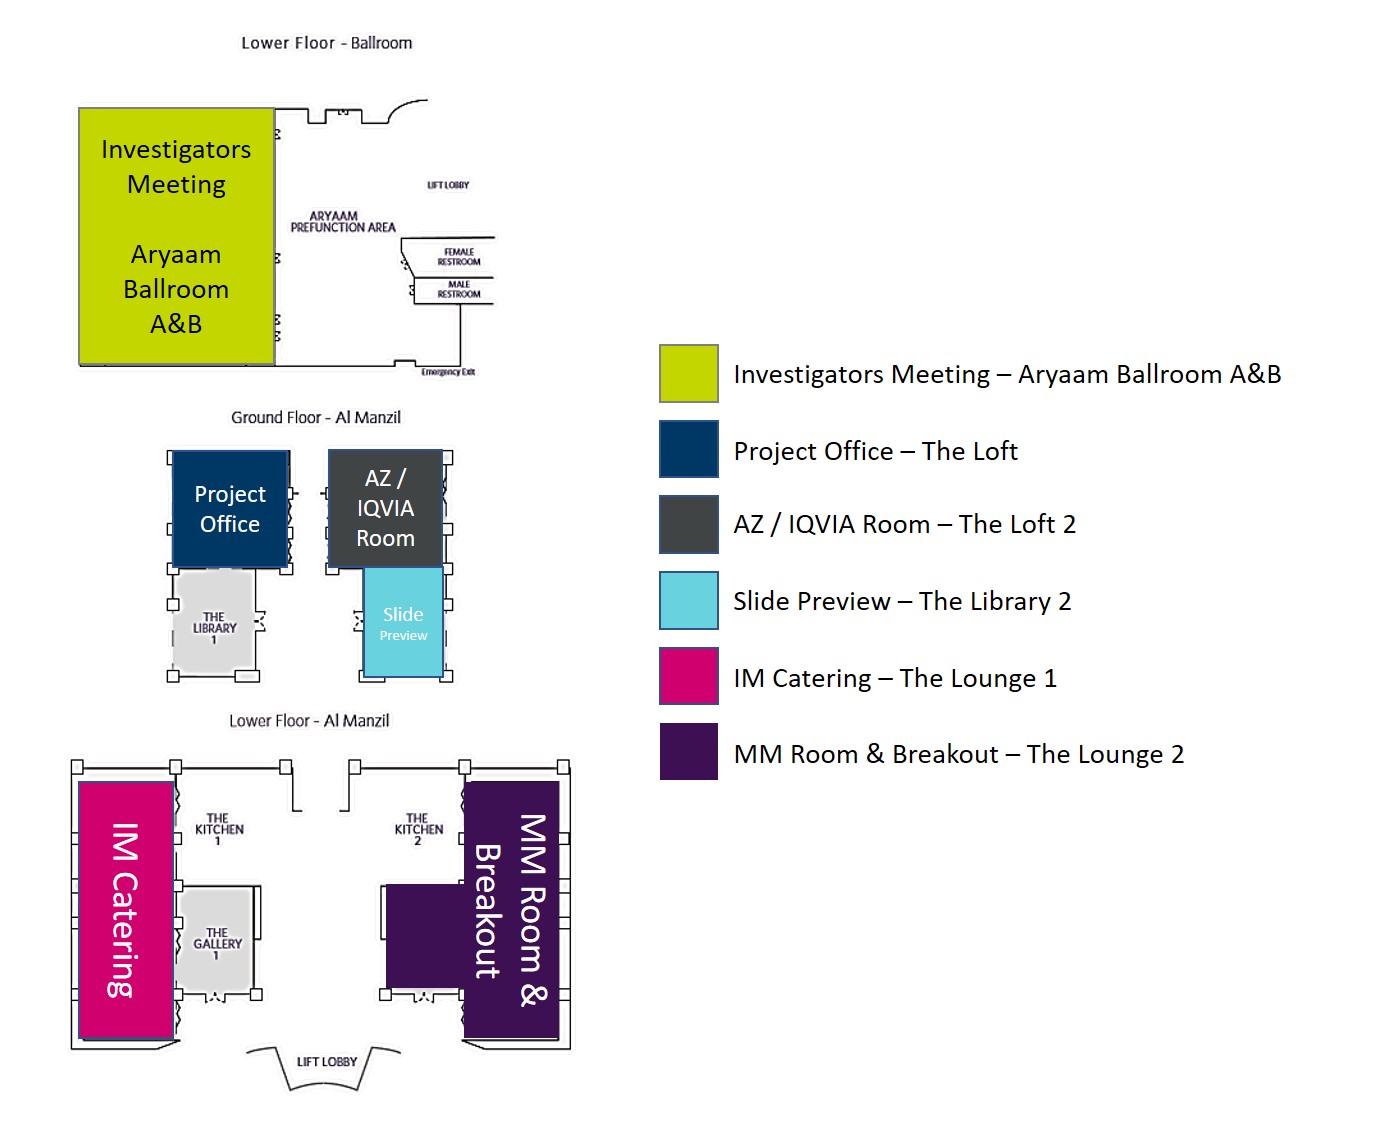 Lower Floor - Ballroom
Investigators
Meeting
Aryaam
Ballroom
A&B
LIFT LOBBY
ARYAAM
PREFUNCTION AREA
FEMALE
RESTROOM
MALE
RESTROOM
Emergency Exit
Ground Floor - Al Manzil
Project
Office
AZ /
IQVIA
Room
THE
LIBRARY
1
Slide
Preview
Lower Floor - Al Manzil
IM Catering
THE
KITCHEN
1
THE
GALLERY
1
THE
KITCHEN
2
MM Room &
Breakout
LIFT LOBBY
Investigators Meeting – Aryaam Ballroom A&B
Project Office – The Loft
AZ / IQVIA Room – The Loft 2
Slide Preview – The Library 2
IM Catering – The Lounge 1
MM Room & Breakout – The Lounge 2